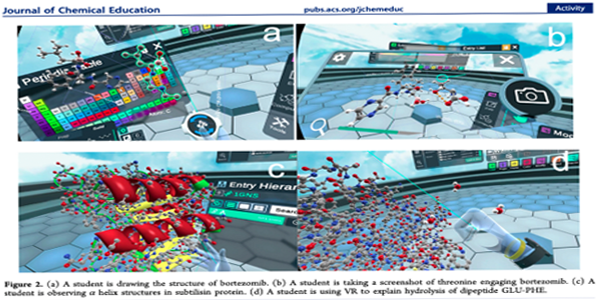 Journal of Chemical Education
pubs.acs.org/jchemeduc
Activity
a
b
Periodic Table
c
Entry Hierar
1GNS
Sear
d
Figure 2. (a) A student is drawing the structure of bortezomib. (b) A student is taking a screenshot of threonine engaging bortezomib. (c) A
student is observing α helix structures in subtilisin protein. (d) A student is using VR to explain hydrolysis of dipeptide GLU-PHE.